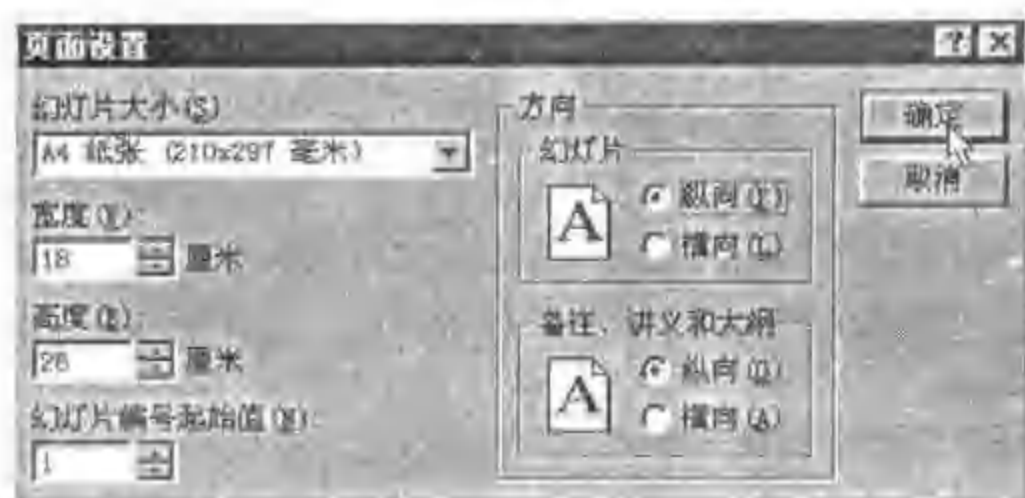 页面设置
幻灯片大小(S)
A4 纸张 (210x297 毫米)
宽度(W):
18 厘米
高度(E):
26 厘米
幻灯片编号起始值(N):
1
方向
幻灯片
A
纵向(P)
横向(L)
备注、讲义和大纲
A
纵向(O)
横向(A)
确定
取消